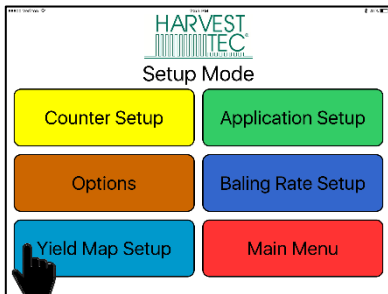 HARVEST
TEC
Setup Mode
Counter Setup
Application Setup
Options
Baling Rate Setup
Yield Map Setup
Main Menu